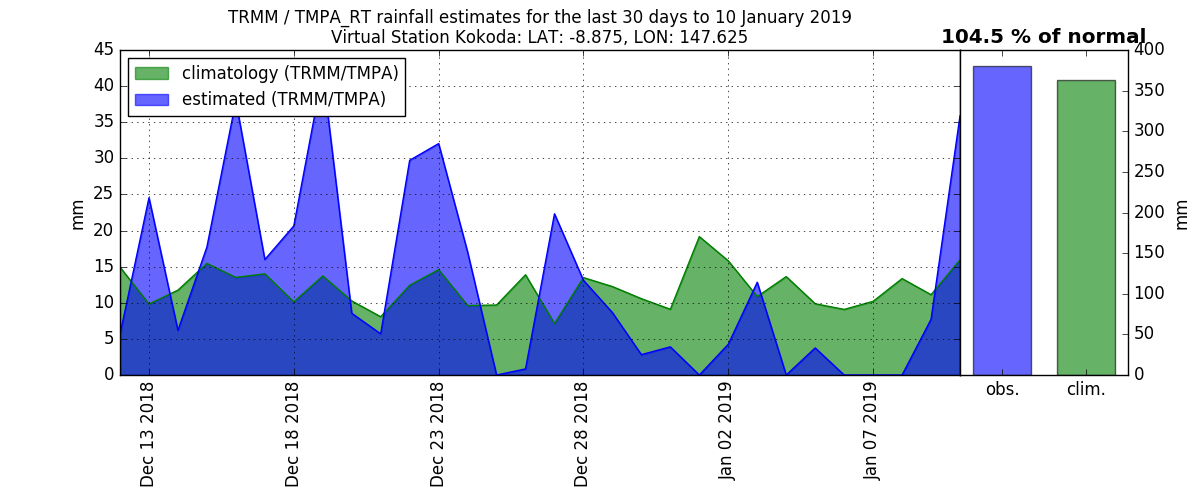 TRMM / TMPA_RT rainfall estimates for the last 30 days to 10 January 2019
Virtual Station Kokoda: LAT: -8.875, LON: 147.625
104.5 % of normal
climatology (TRMM/TMPA)
estimated (TRMM/TMPA)
45
40
35
30
25
20
15
10
5
0
mm
400
350
300
250
200
150
100
50
0
mm
Dec 13 2018
Dec 18 2018
Dec 23 2018
Dec 28 2018
Jan 02 2019
Jan 07 2019
obs.
clim.